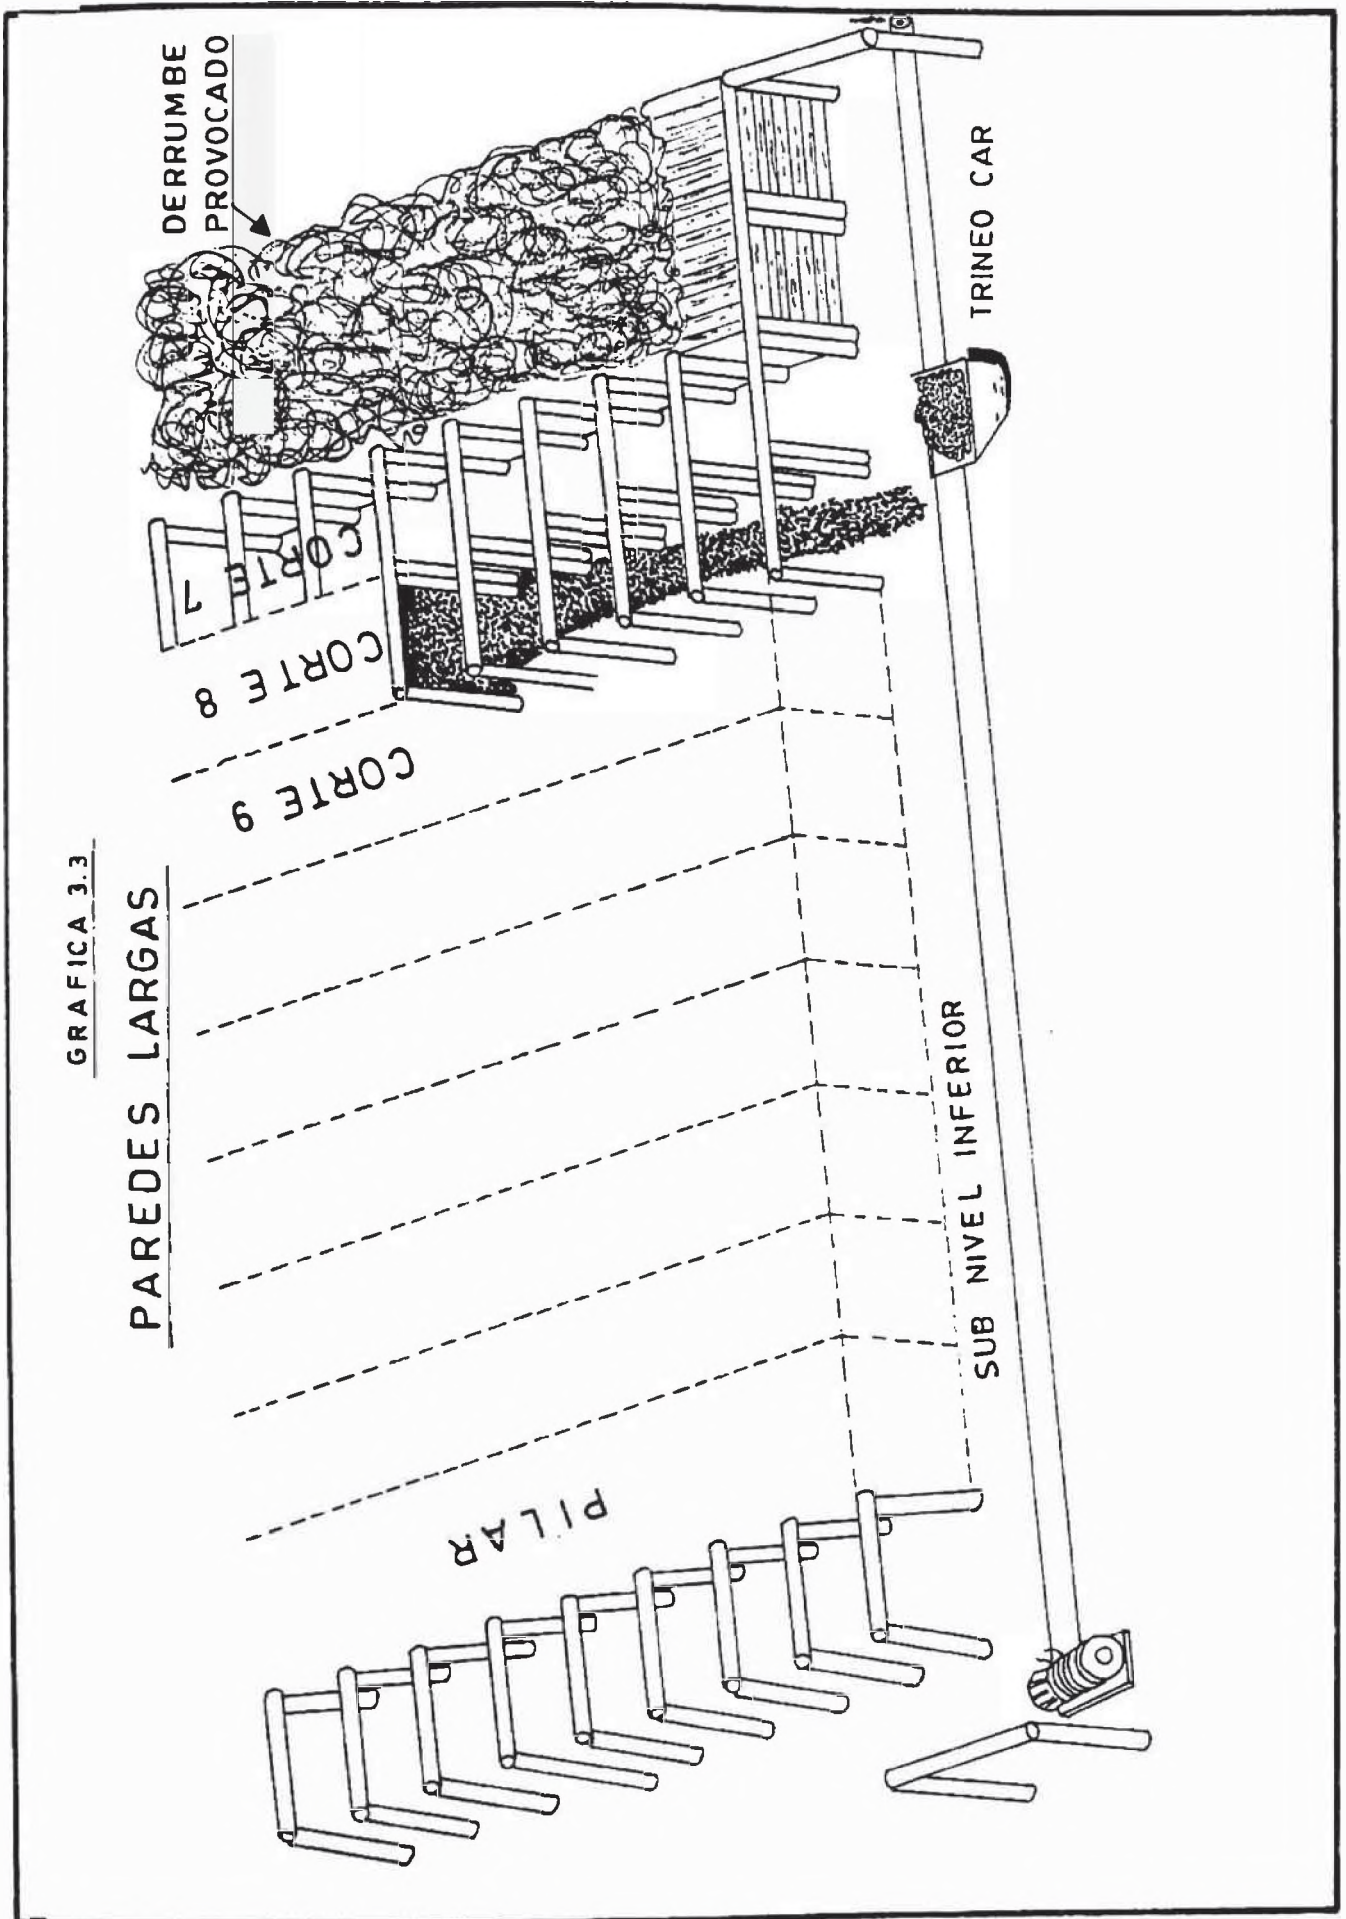 GRAFICA 3.3
PAREDES LARGAS
DERRUMBE
PROVOCADO
CORTE 7
CORTE 8
CORTE 9
PILAR
SUB NIVEL INFERIOR
TRINEO CAR